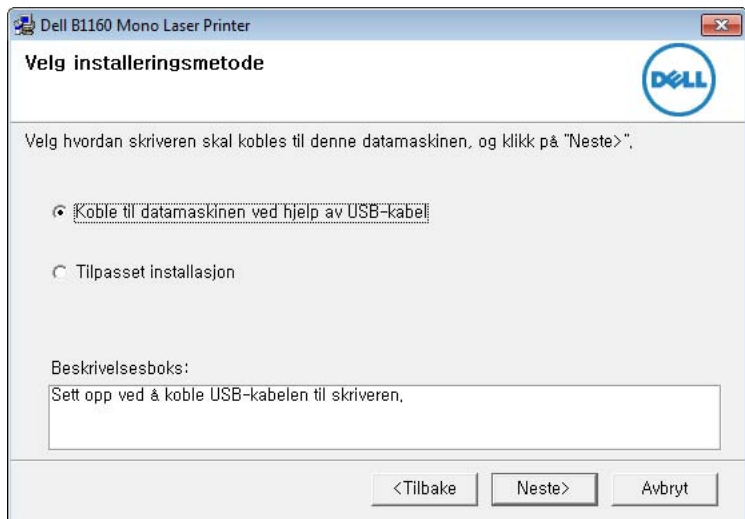 Dell B1160 Mono Laser Printer
Velg installeringsmetode
DELL
Velg hvordan skriveren skal kobles til denne datamaskinen, og klikk på "Neste>".
Koble til datamaskinen ved hjelp av USB-kabel
Tilpasset installasjon
Beskrivelsesboks:
Sett opp ved å koble USB-kabelen til skriveren.
<Tilbake
Neste>
Avbryt